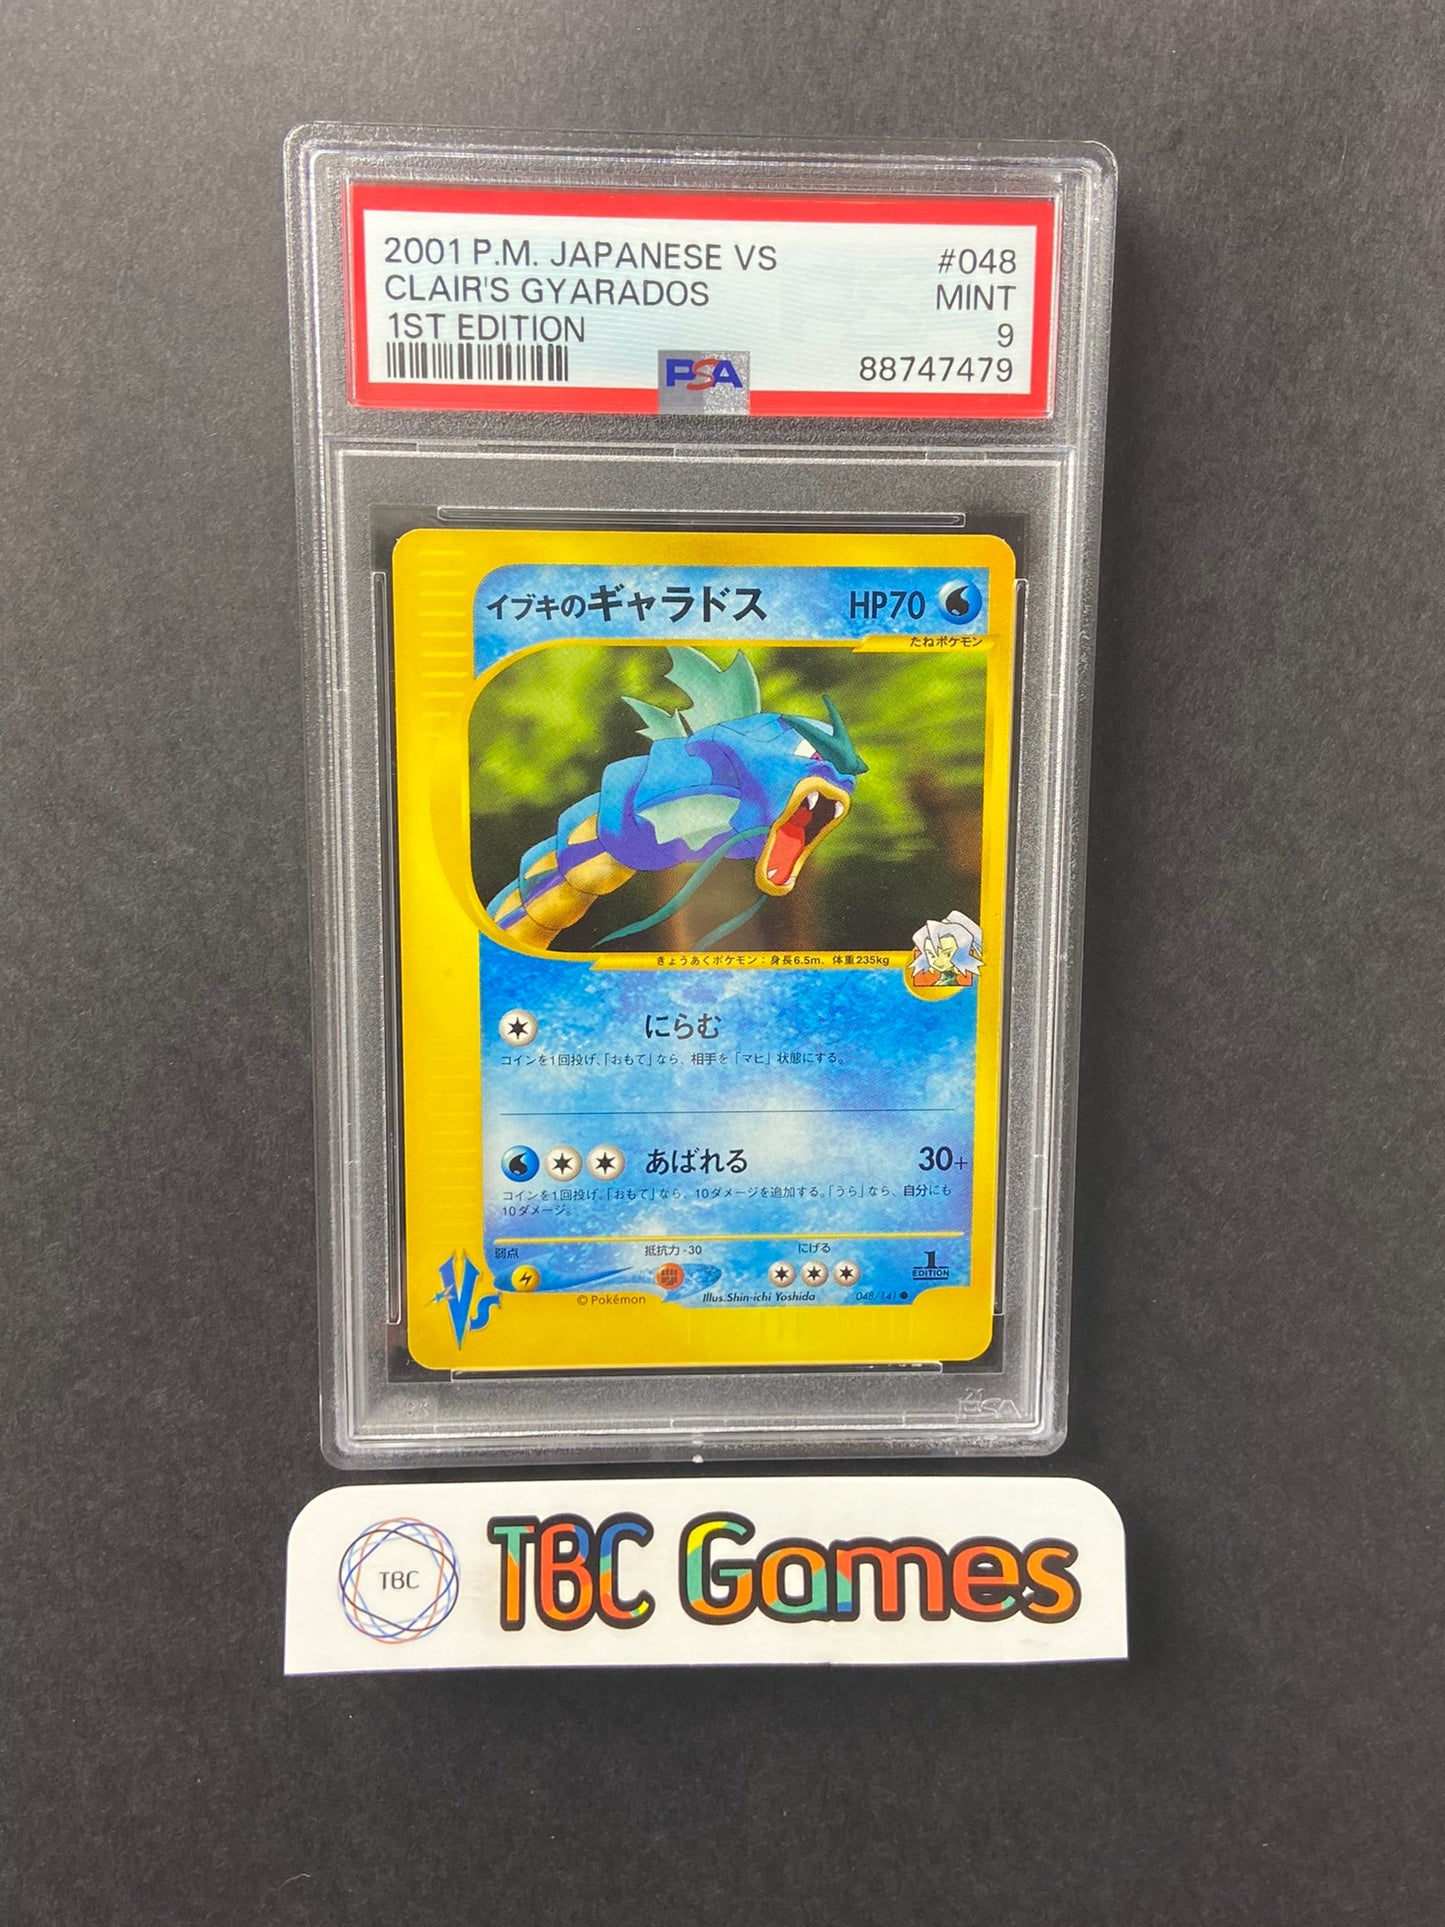 2001 P.M. JAPANESE VS #048
CLAIR'S GYARADOS MINT
1ST EDITION 9
88747479
PSA
イブキのギャラドス HP70
たねポケモン
きょうあくポケモン：身長6.5m、体重235kg
にらむ
コインを1回投げ、「おもて」なら、相手を「マヒ」状態にする。
あばれる 30+
コインを1回投げ、「おもて」なら、10ダメージを追加する。「うら」なら、自分にも
10ダメージ。
弱点 抵抗力 -30 にげる
1
EDITION
VS
© Pokémon Illus.Shin-ichi Yoshida 048/141
PSA
TBC TBC Games